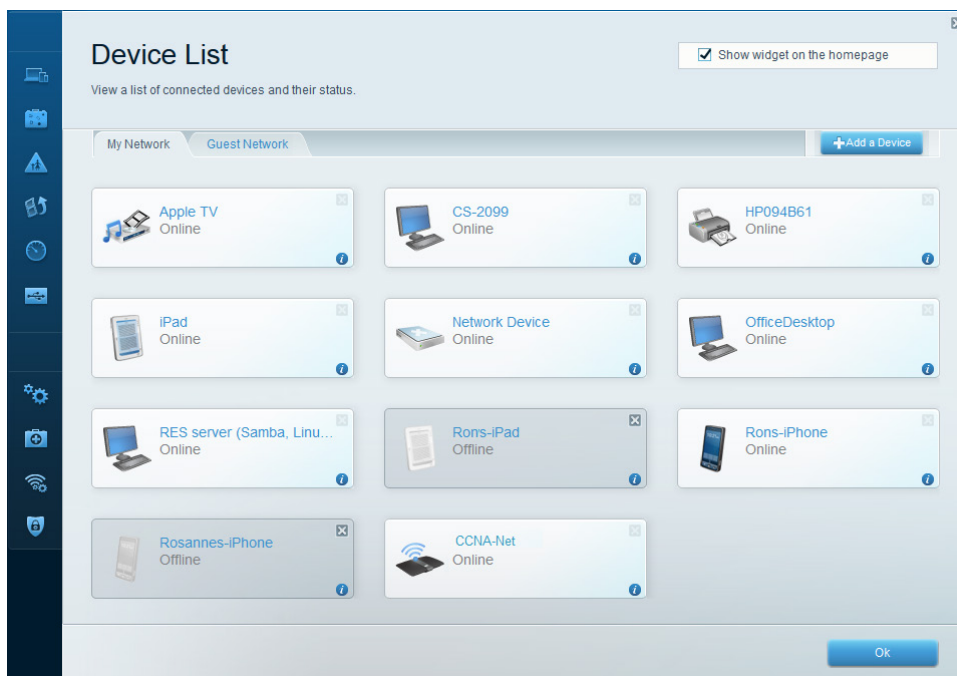 Device List
Show widget on the homepage
View a list of connected devices and their status.
My Network
Guest Network
Add a Device
Apple TV
Online
CS-2099
Online
HP094B61
Online
iPad
Online
Network Device
Online
OfficeDesktop
Online
RES server (Samba, Linu...
Online
Rons-iPad
Offline
Rons-iPhone
Online
Rosannes-iPhone
Offline
CCNA-Net
Online
Ok